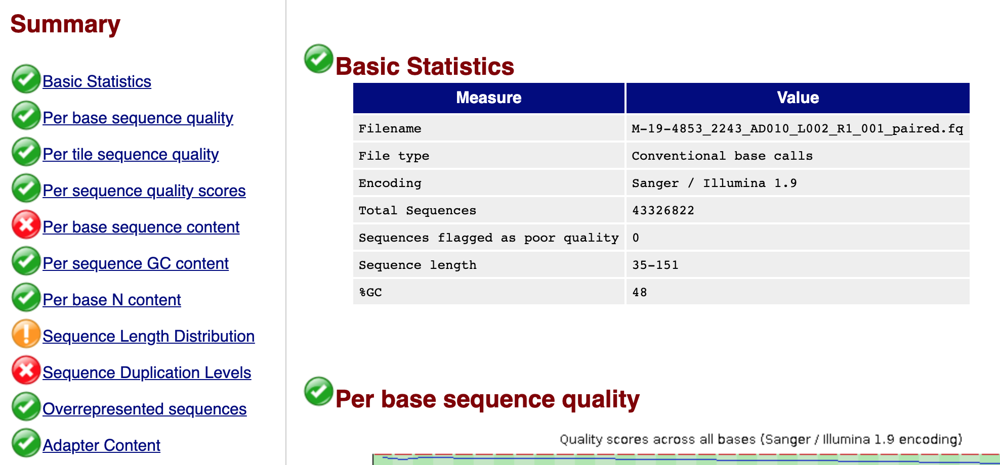 Summary
Basic Statistics
Per base sequence quality
Per tile sequence quality
Per sequence quality scores
Per base sequence content
Per sequence GC content
Per base N content
Sequence Length Distribution
Sequence Duplication Levels
Overrepresented sequences
Adapter Content
Basic Statistics
Measure Value
Filename M-19-4853_2243_AD010_L002_R1_001_paired.fq
File type Conventional base calls
Encoding Sanger / Illumina 1.9
Total Sequences 43326822
Sequences flagged as poor quality 0
Sequence length 35-151
%GC 48
Per base sequence quality
Quality scores across all bases (Sanger / Illumina 1.9 encoding)